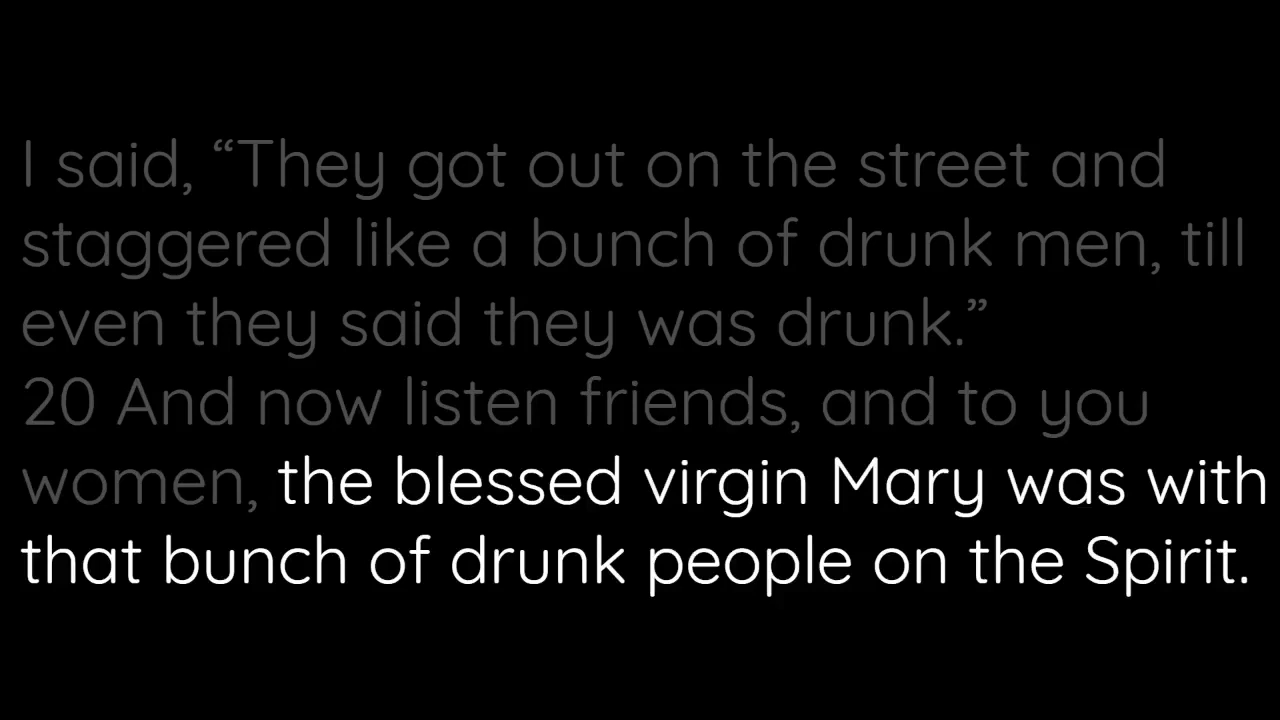 I said, “They got out on the street and
staggered like a bunch of drunk men, till
even they said they was drunk.”
20 And now listen friends, and to you
women, the blessed virgin Mary was with
that bunch of drunk people on the Spirit.